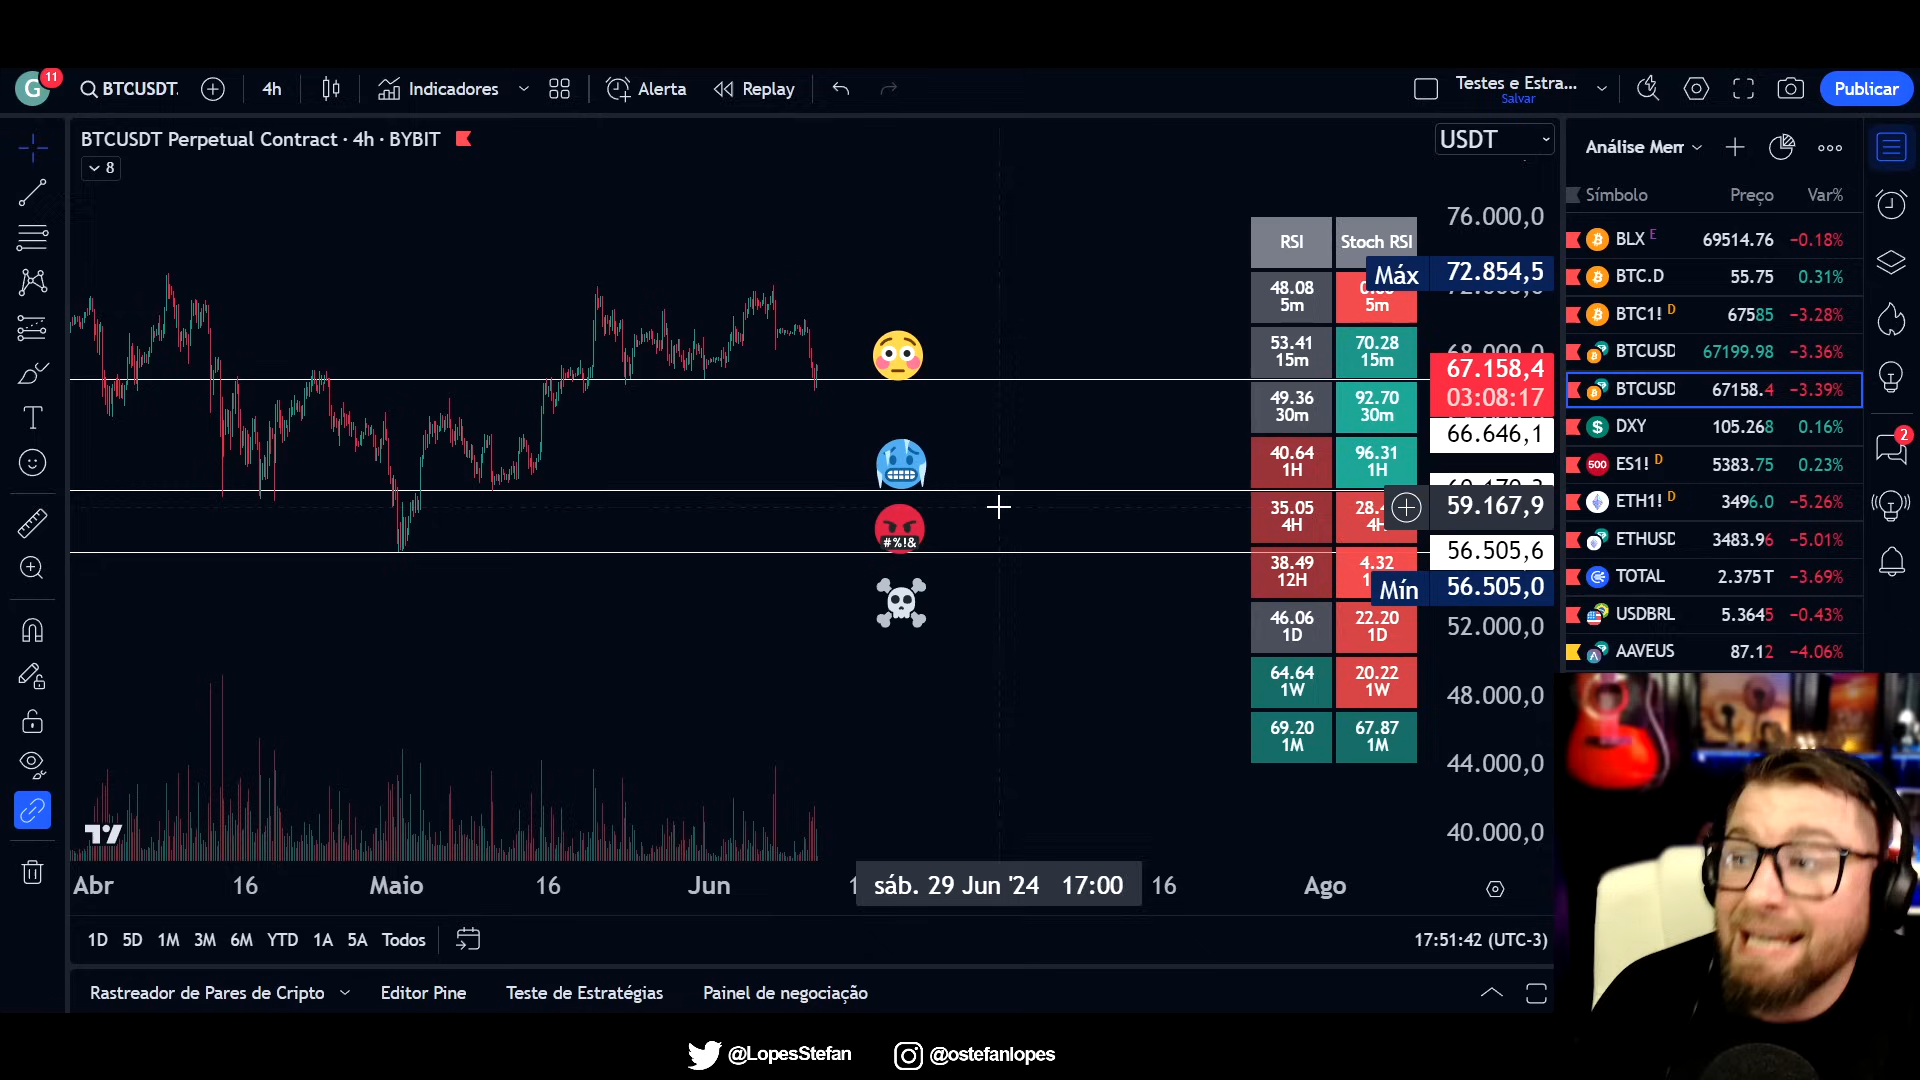 G
11
BTCUSDT.
4h
Indicadores
Alerta
Replay
Testes e Estra...
Salvar
Publicar
BTCUSDT Perpetual Contract · 4h · BYBIT
8
USDT
76.000,0
Máx 72.854,5
67.158,4
03:08:17
66.646,1
59.167,9
56.505,6
Mín 56.505,0
52.000,0
48.000,0
44.000,0
40.000,0
RSI Stoch RSI
48.08
5m 5m
53.41 70.28
15m 15m
49.36 92.70
30m 30m
40.64 96.31
1H 1H
35.05 28.
4H 4H
38.49 4.32
12H
46.06 22.20
1D 1D
64.64 20.22
1W 1W
69.20 67.87
1M 1M
#%!&
Abr 16 Maio 16 Jun sáb. 29 Jun '24 17:00 16 Ago
1D 5D 1M 3M 6M YTD 1A 5A Todos
17:51:42 (UTC-3)
Rastreador de Pares de Cripto Editor Pine Teste de Estratégias Painel de negociação
Análise Mer
Símbolo Preço Var%
BLX E 69514.76 −0.18%
BTC.D 55.75 0.31%
BTC1! D 67585 −3.28%
BTCUSD 67199.98 −3.36%
BTCUSD 67158.4 −3.39%
DXY 105.268 0.16%
500 ES1! D 5383.75 0.23%
ETH1! D 3496.0 −5.26%
ETHUSD 3483.96 −5.01%
TOTAL 2.375T −3.69%
USDBRL 5.3645 −0.43%
AAVEUS 87.12 −4.06%
2
@LopesStefan
@ostefanlopes